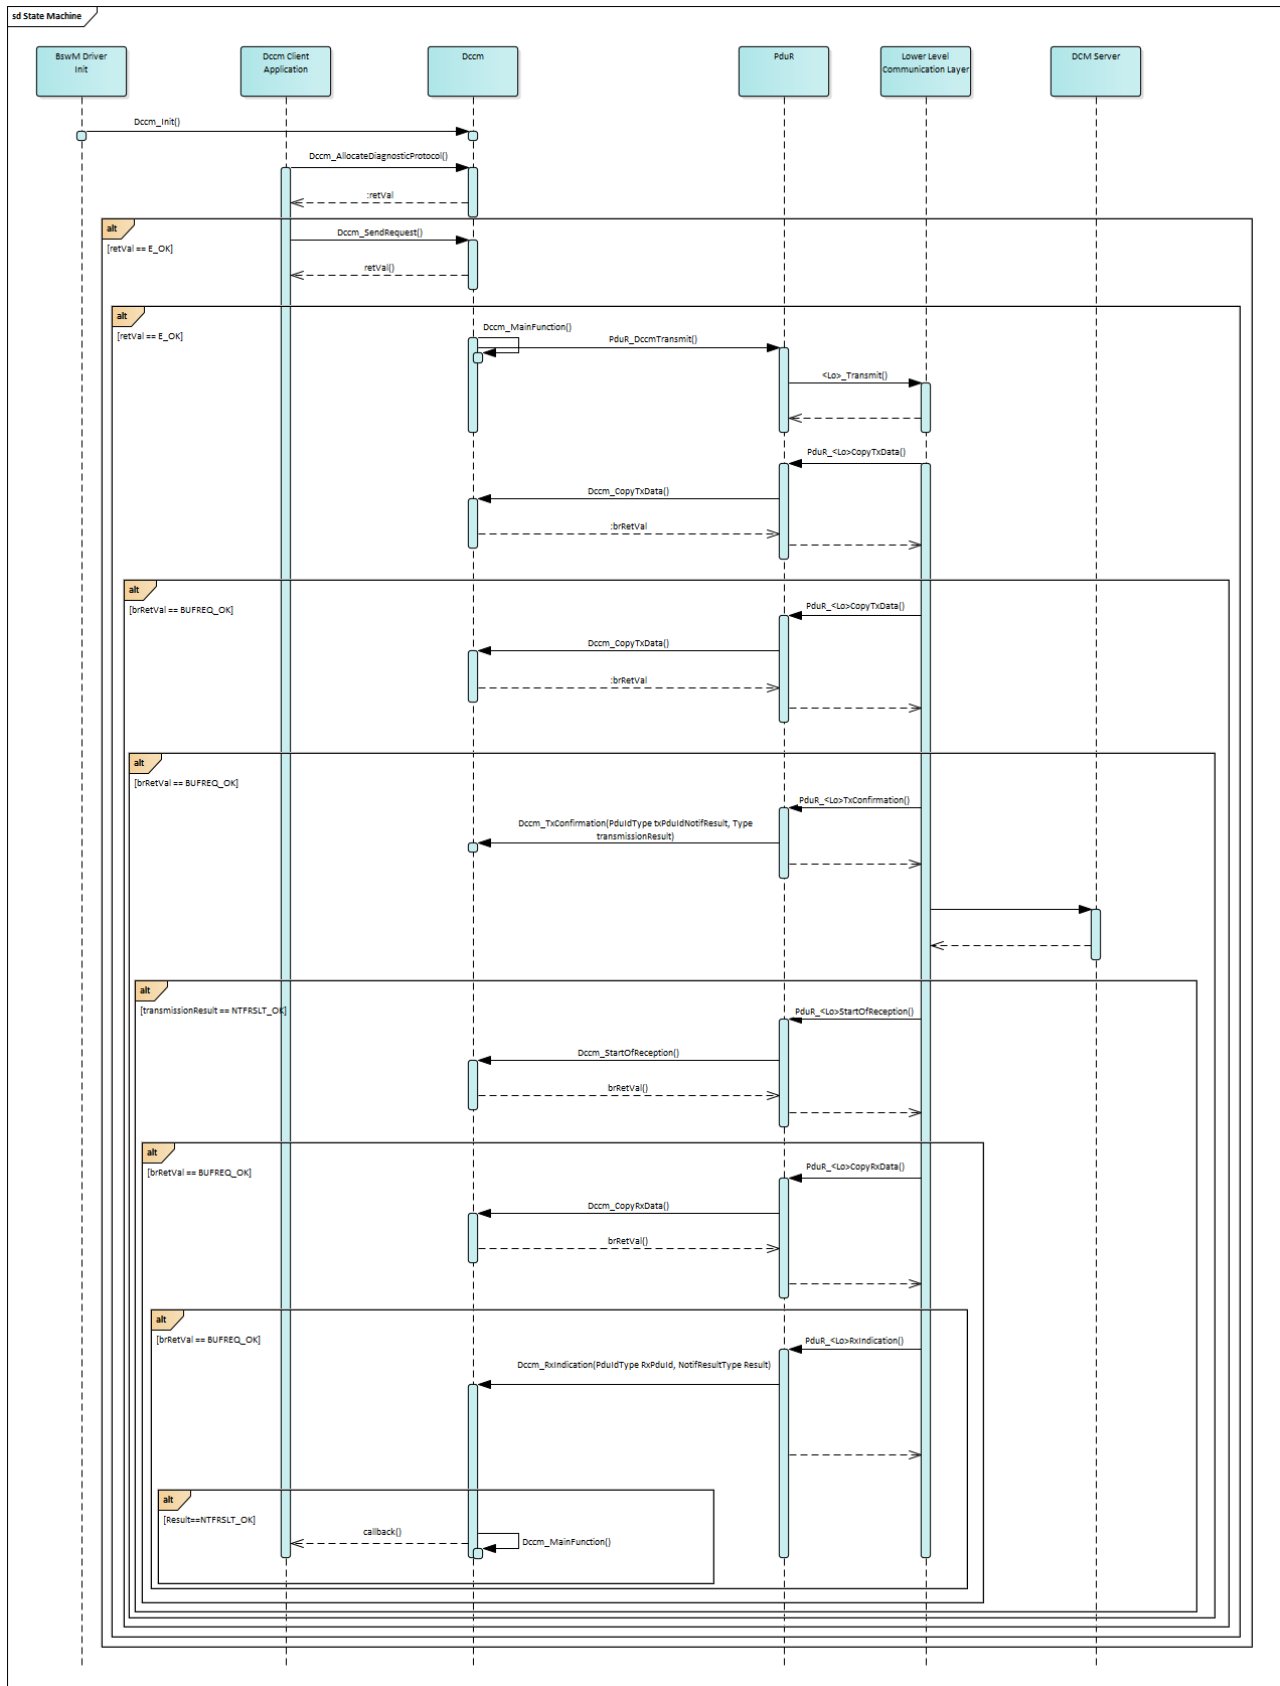 sd State Machine
BswM Driver
Init
Dccm Client
Application
Dccm
PduR
Lower Level
Communication Layer
DCM Server
Dccm_Init()
Dccm_AllocateDiagnosticProtocol()
:retVal
alt
[retVal == E_OK]
Dccm_SendRequest()
retVal()
alt
[retVal == E_OK]
Dccm_MainFunction()
PduR_DccmTransmit()
<Lo>_Transmit()
PduR_<Lo>CopyTxData()
Dccm_CopyTxData()
:brRetVal
alt
[brRetVal == BUFREQ_OK]
PduR_<Lo>CopyTxData()
Dccm_CopyTxData()
:brRetVal
alt
[brRetVal == BUFREQ_OK]
PduR_<Lo>TxConfirmation()
Dccm_TxConfirmation(PduIdType txPduIdNotifResult, Type
transmissionResult)
alt
[transmissionResult == NTFRSLT_OK]
PduR_<Lo>StartOfReception()
Dccm_StartOfReception()
brRetVal()
alt
[brRetVal == BUFREQ_OK]
PduR_<Lo>CopyRxData()
Dccm_CopyRxData()
brRetVal()
alt
[brRetVal == BUFREQ_OK]
PduR_<Lo>RxIndication()
Dccm_RxIndication(PduIdType RxPduId, NotifResultType Result)
alt
[Result==NTFRSLT_OK]
callback()
Dccm_MainFunction()